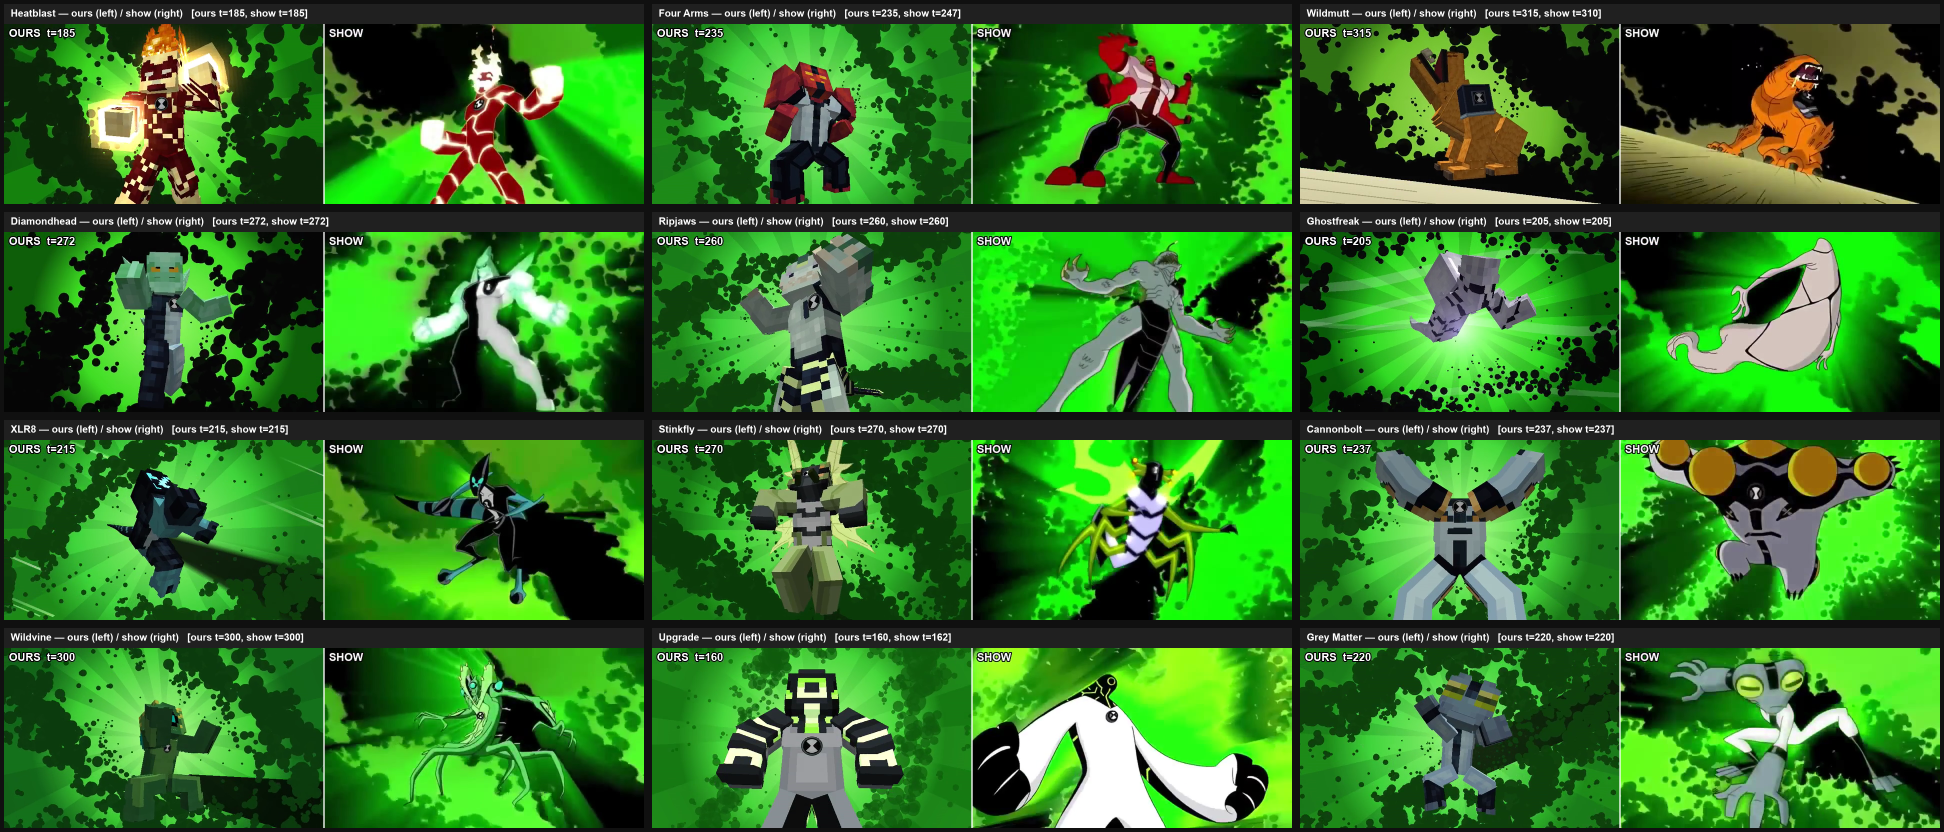 Heatblast — ours (left) / show (right) [ours t=185, show t=185]
OURS t=185
SHOW
Four Arms — ours (left) / show (right) [ours t=235, show t=247]
OURS t=235
SHOW
Wildmutt — ours (left) / show (right) [ours t=315, show t=310]
OURS t=315
SHOW
Diamondhead — ours (left) / show (right) [ours t=272, show t=272]
OURS t=272
SHOW
Ripjaws — ours (left) / show (right) [ours t=260, show t=260]
OURS t=260
SHOW
Ghostfreak — ours (left) / show (right) [ours t=205, show t=205]
OURS t=205
SHOW
XLR8 — ours (left) / show (right) [ours t=215, show t=215]
OURS t=215
SHOW
Stinkfly — ours (left) / show (right) [ours t=270, show t=270]
OURS t=270
SHOW
Cannonbolt — ours (left) / show (right) [ours t=237, show t=237]
OURS t=237
SHOW
Wildvine — ours (left) / show (right) [ours t=300, show t=300]
OURS t=300
SHOW
Upgrade — ours (left) / show (right) [ours t=160, show t=162]
OURS t=160
SHOW
Grey Matter — ours (left) / show (right) [ours t=220, show t=220]
OURS t=220
SHOW